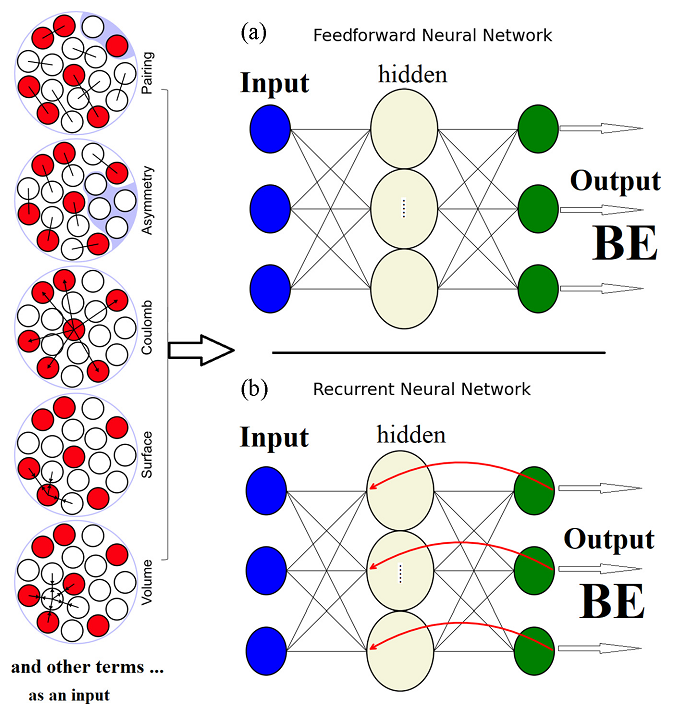 Pairing
Asymmetry
Coulomb
Surface
Volume
and other terms ...
as an input
(a)
Feedforward Neural Network
Input
hidden
Output
BE
(b)
Recurrent Neural Network
Input
hidden
Output
BE